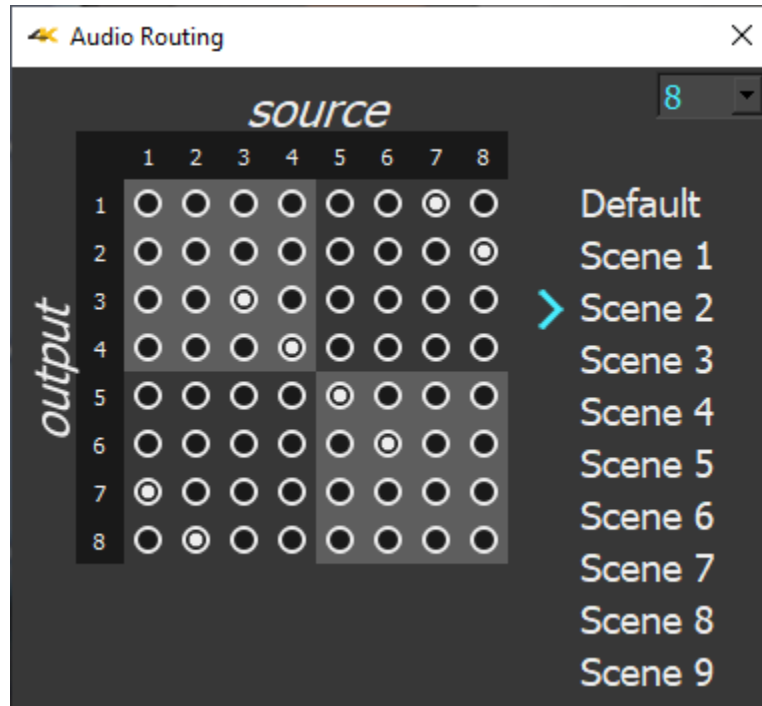 4K Audio Routing
8
source
1 2 3 4 5 6 7 8
output
1
2
3
4
5
6
7
8
Default
Scene 1
Scene 2
Scene 3
Scene 4
Scene 5
Scene 6
Scene 7
Scene 8
Scene 9